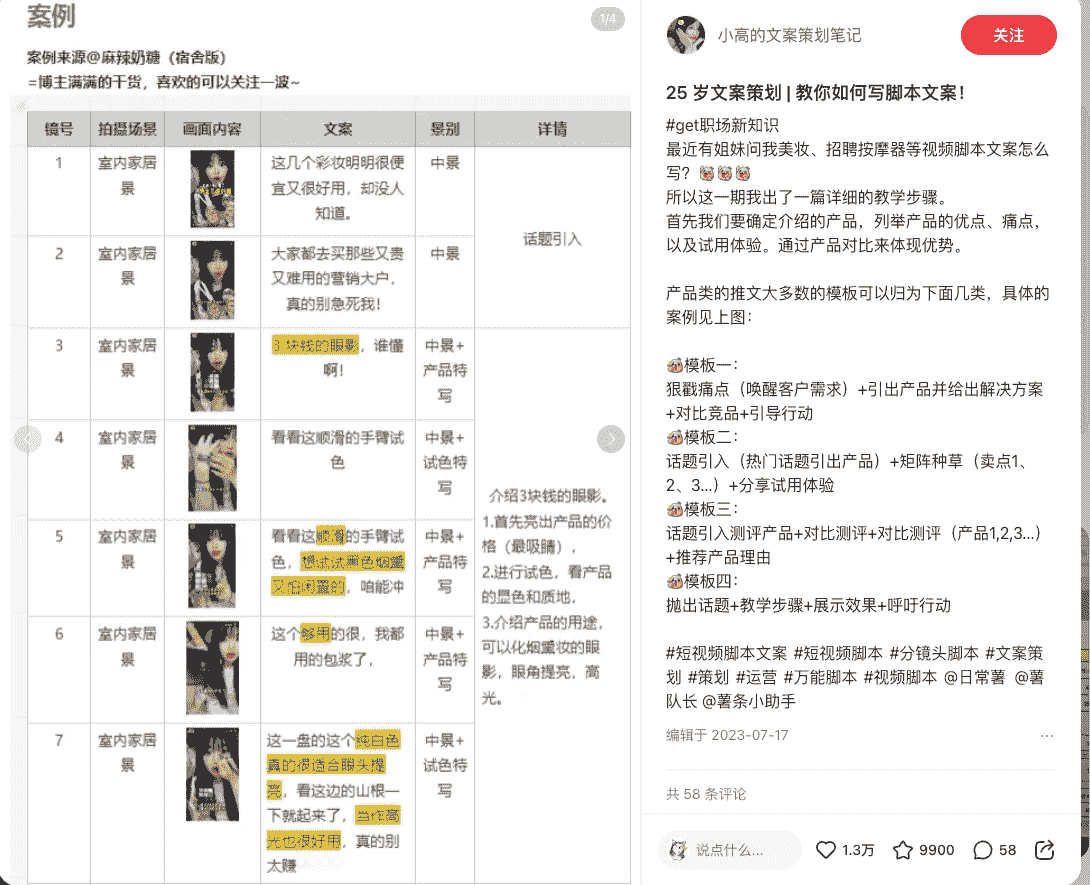 案例
1/4
案例来源@麻辣奶糖（宿舍版）
=博主满满的干货，喜欢的可以关注一波~
镜号 拍摄场景 画面内容 文案 景别 详情
1 室内家居景 这几个彩妆明明很便宜又很好用，却没人知道。 中景
话题引入
2 室内家居景 大家都去买那些又贵又难用的营销大户，真的别急死我！ 中景
3 室内家居景 3 块钱的眼影，谁懂啊！ 中景+产品特写
4 室内家居景 看看这顺滑的手臂试色 中景+试色特写
介绍3块钱的眼影。
1.首先亮出产品的价格（最吸睛），
2.进行试色，看产品的显色和质地，
3.介绍产品的用途，可以化烟熏妆的眼影，眼角提亮，高光。
5 室内家居景 看看这顺滑的手臂试色，想试试黑色烟熏又怕闲置的，咱能冲 中景+产品特写
6 室内家居景 这个够用的很，我都用的包浆了， 中景+产品特写
7 室内家居景 这一盘的这个纯白色真的很适合眼头提亮，看这边的山根一下就起来了，当作高光也很好用，真的别太赚 中景+试色特写
小高的文案策划笔记
关注
25 岁文案策划 | 教你如何写脚本文案！
#get职场新知识
最近有姐妹问我美妆、招聘按摩器等视频脚本文案怎么
写？
所以这一期我出了一篇详细的教学步骤。
首先我们要确定介绍的产品，列举产品的优点、痛点，
以及试用体验。通过产品对比来体现优势。
产品类的推文大多数的模板可以归为下面几类，具体的
案例见上图：
模板一：
狠戳痛点（唤醒客户需求）+引出产品并给出解决方案
+对比竞品+引导行动
模板二：
话题引入（热门话题引出产品）+矩阵种草（卖点1、
2、3...）+分享试用体验
模板三：
话题引入测评产品+对比测评+对比测评（产品1,2,3...）
+推荐产品理由
模板四：
抛出话题+教学步骤+展示效果+呼吁行动
#短视频脚本文案 #短视频脚本 #分镜头脚本 #文案策
划 #策划 #运营 #万能脚本 #视频脚本 @日常薯 @薯
队长 @薯条小助手
编辑于 2023-07-17
共 58 条评论
说点什么... 1.3万 9900 58